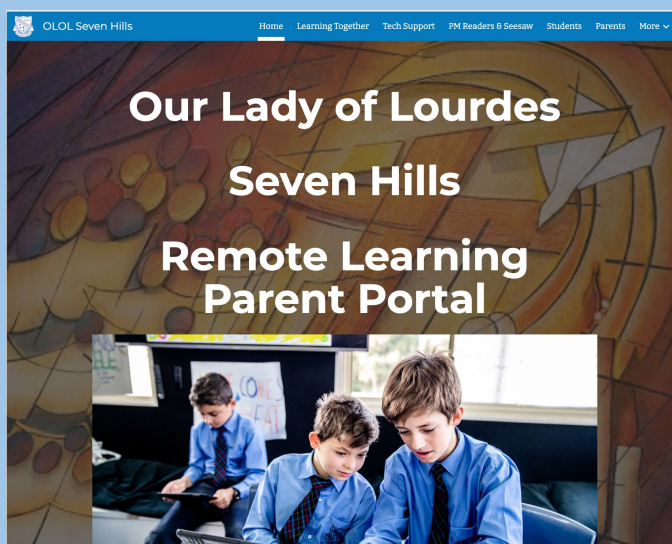 OLOL Seven Hills
Home Learning Together Tech Support PM Readers & Seesaw Students Parents More
Our Lady of Lourdes
Seven Hills
Remote Learning
Parent Portal